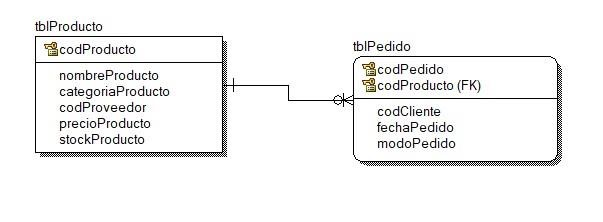 tblProducto
codProducto
nombreProducto
categoriaProducto
codProveedor
precioProducto
stockProducto
tblPedido
codPedido
codProducto (FK)
codCliente
fechaPedido
modoPedido